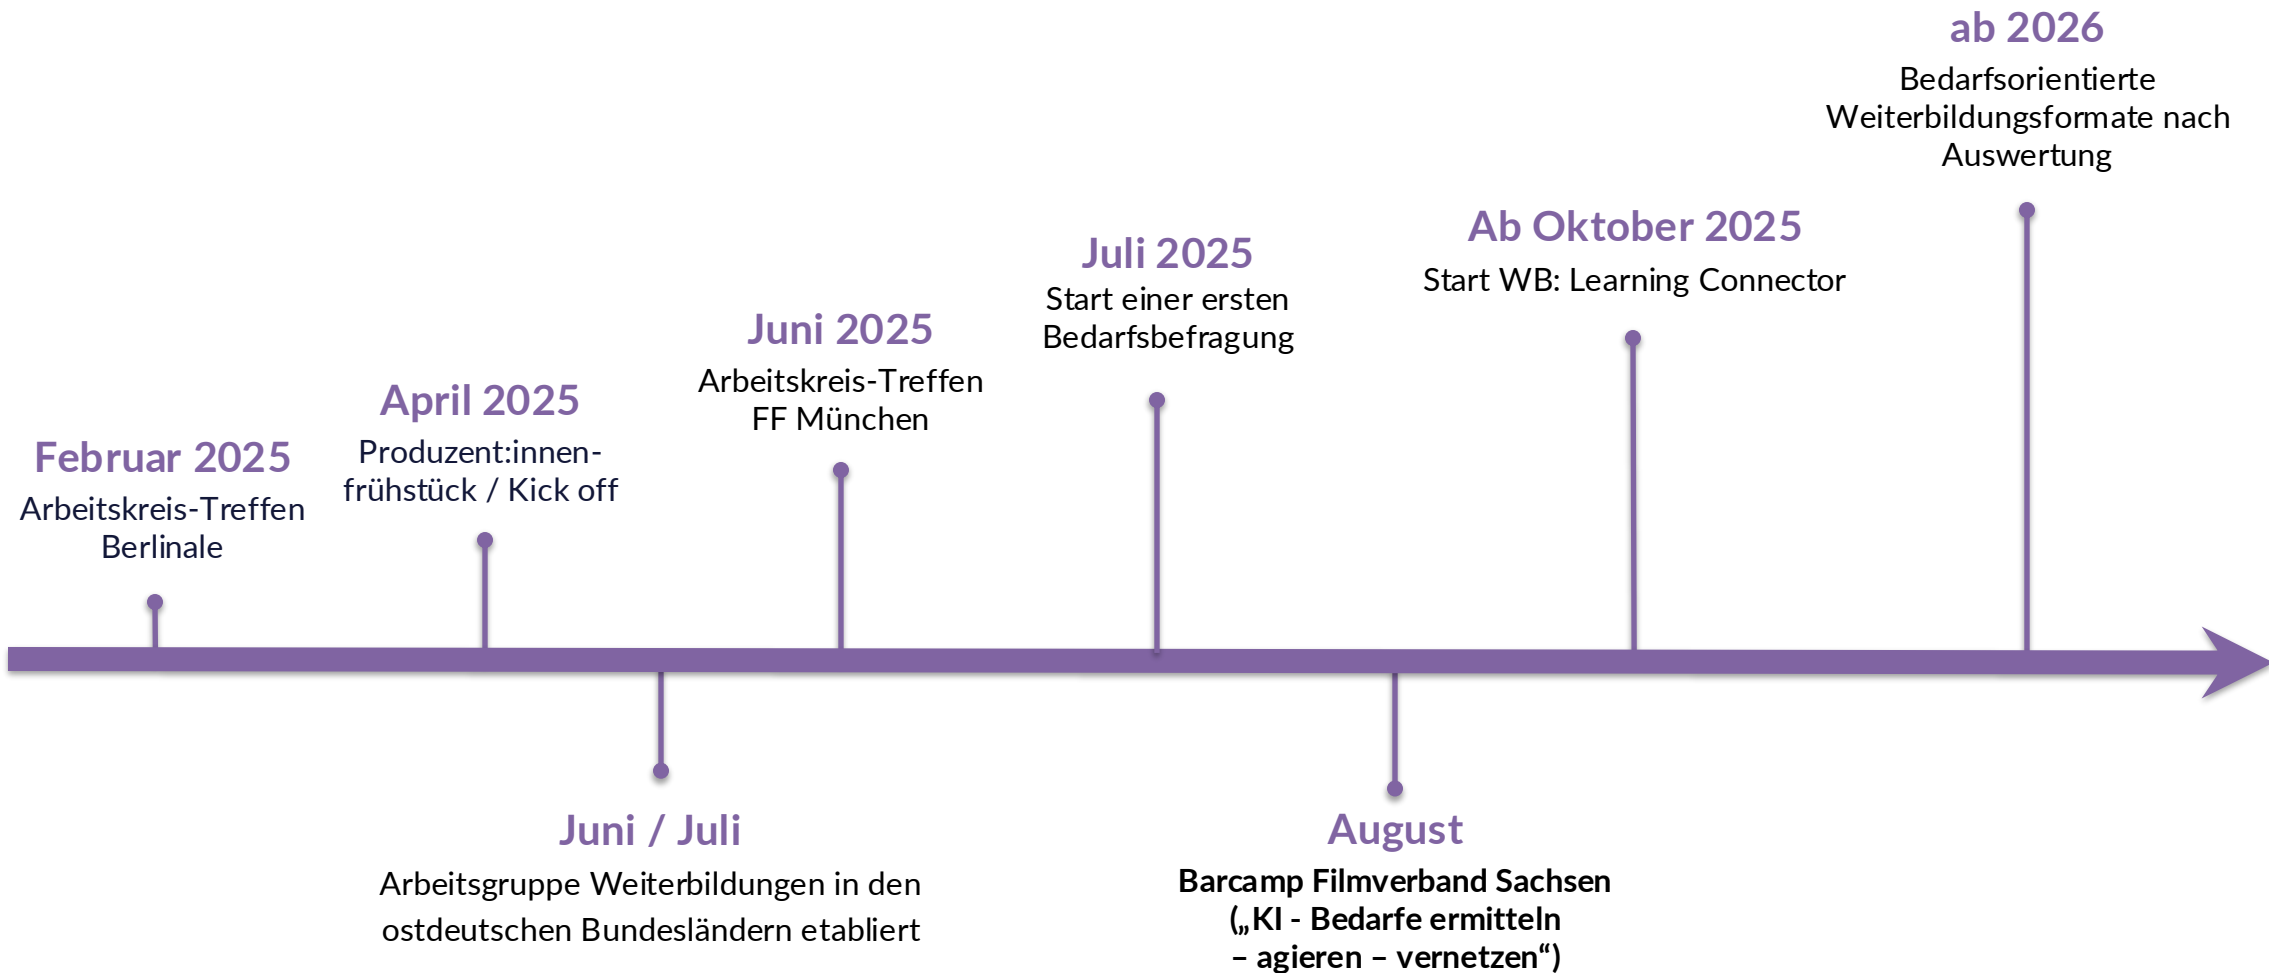 Februar 2025
Arbeitskreis-Treffen
Berlinale
April 2025
Produzent:innen-
frühstück / Kick off
Juni / Juli
Arbeitsgruppe Weiterbildungen in den
ostdeutschen Bundesländern etabliert
Juni 2025
Arbeitskreis-Treffen
FF München
Juli 2025
Start einer ersten
Bedarfsbefragung
August
Barcamp Filmverband Sachsen
(„KI - Bedarfe ermitteln
– agieren – vernetzen“)
Ab Oktober 2025
Start WB: Learning Connector
ab 2026
Bedarfsorientierte
Weiterbildungsformate nach
Auswertung